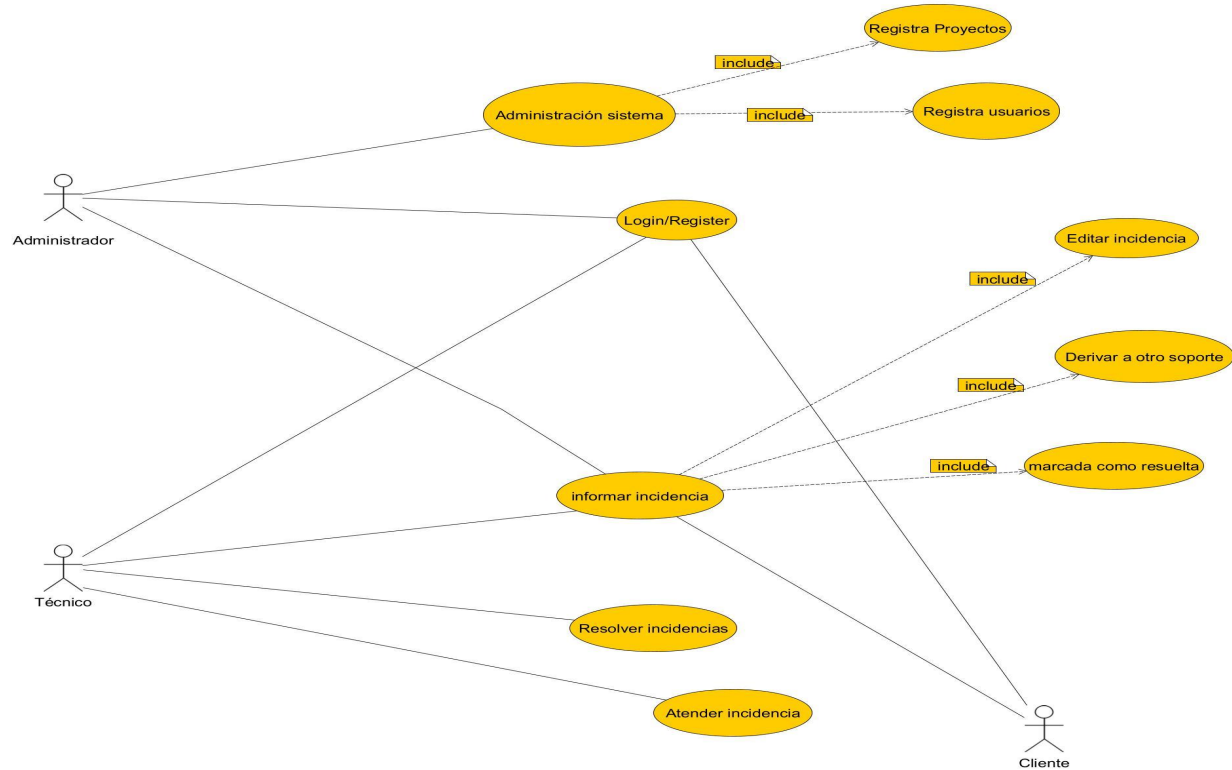 Registra Proyectos
include
Administración sistema
include
Registra usuarios
Administrador
Login/Register
Editar incidencia
include
Derivar a otro soporte
include
include
marcada como resuelta
informar incidencia
Técnico
Resolver incidencias
Atender incidencia
Cliente